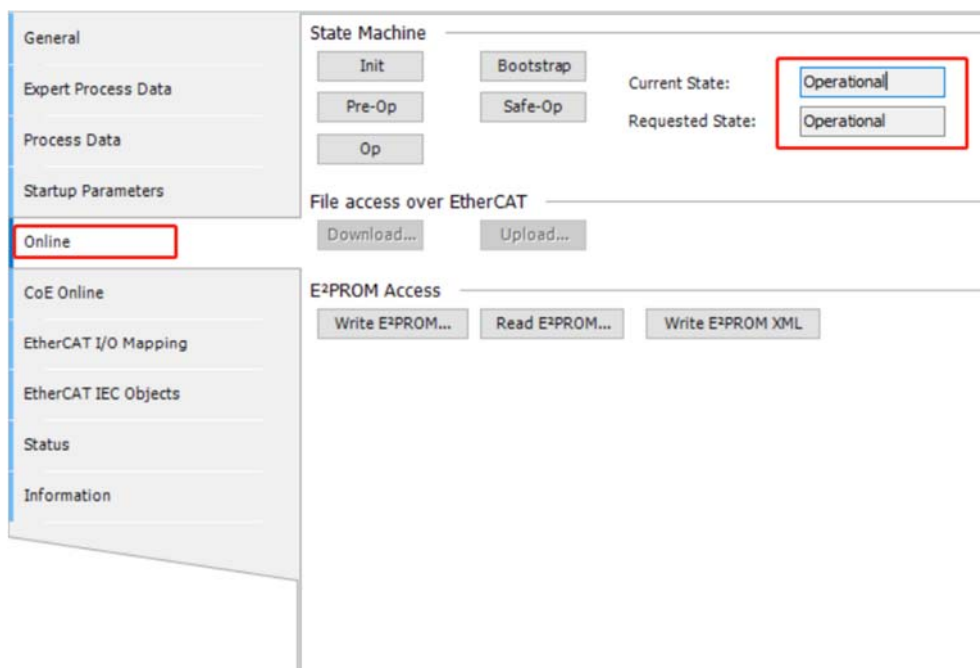 General
Expert Process Data
Process Data
Startup Parameters
Online
CoE Online
EtherCAT I/O Mapping
EtherCAT IEC Objects
Status
Information
State Machine
Init
Bootstrap
Pre-Op
Safe-Op
Op
Current State:
Operational
Requested State:
Operational
File access over EtherCAT
Download...
Upload...
E²PROM Access
Write E²PROM...
Read E²PROM...
Write E²PROM XML